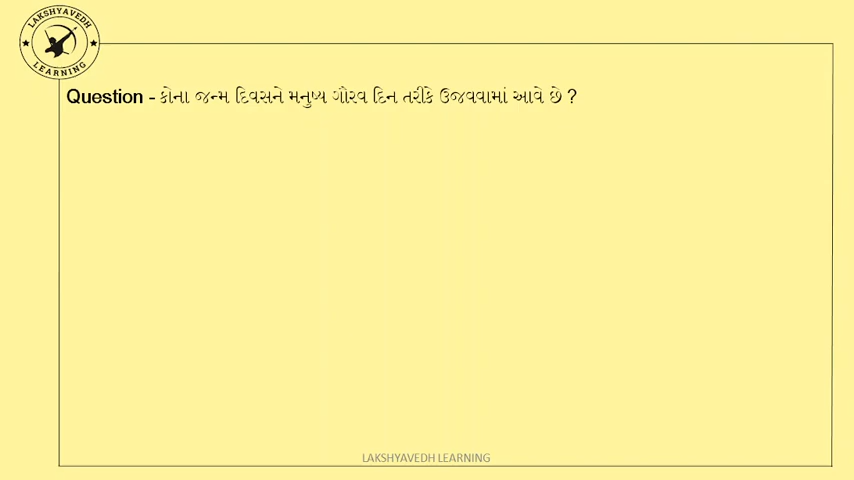 LAKSHYAVEDH
LEARNING
Question - કોના જન્મ દિવસને મનુષ્ય ગૌરવ દિન તરીકે ઉજવવામાં આવે છે ?
LAKSHYAVEDH LEARNING